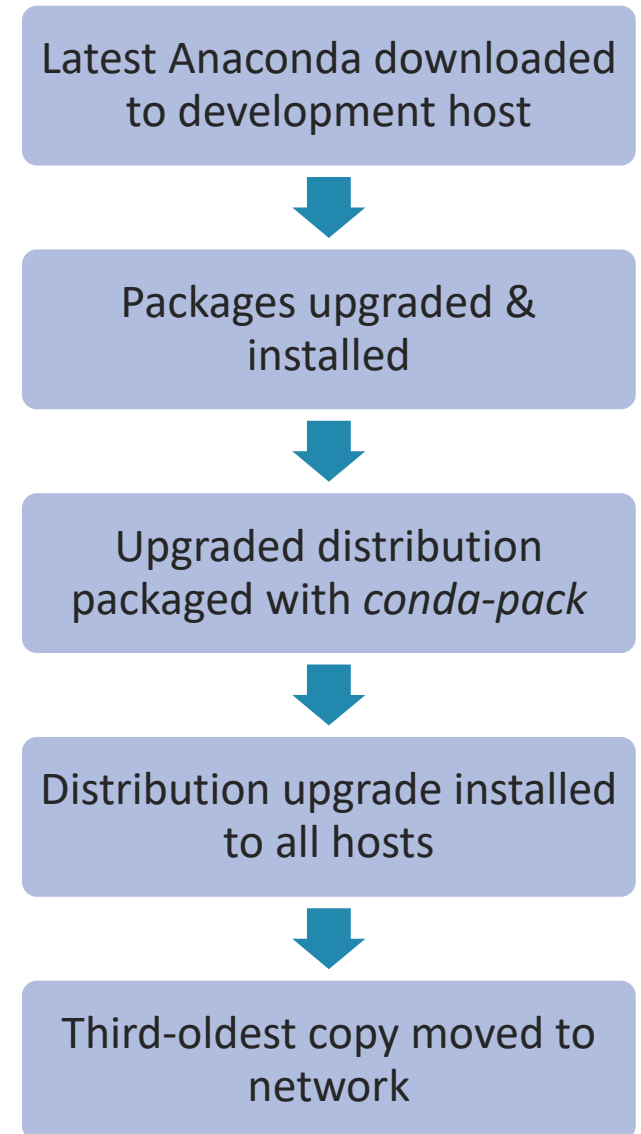 Latest Anaconda downloaded
to development host
Packages upgraded &
installed
Upgraded distribution
packaged with conda-pack
Distribution upgrade installed
to all hosts
Third-oldest copy moved to
network